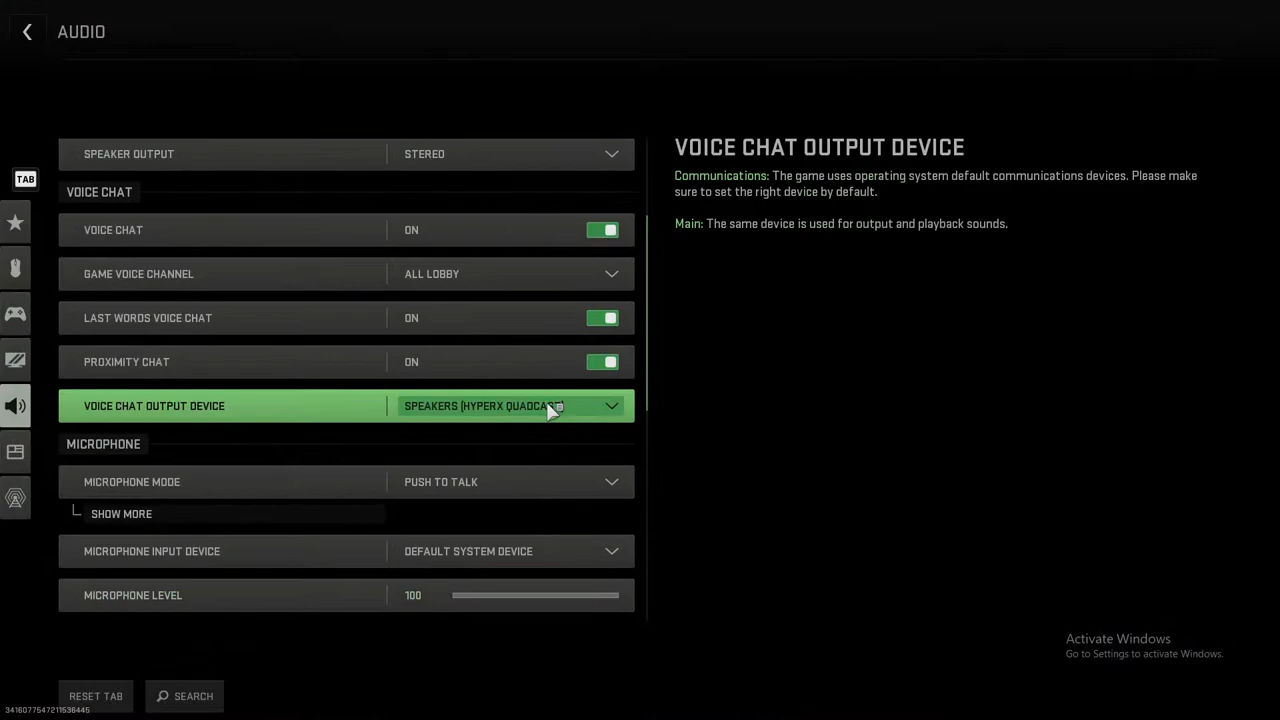 AUDIO
SPEAKER OUTPUT STEREO
TAB
VOICE CHAT
VOICE CHAT ON
GAME VOICE CHANNEL ALL LOBBY
LAST WORDS VOICE CHAT ON
PROXIMITY CHAT ON
VOICE CHAT OUTPUT DEVICE SPEAKERS (HYPERX
MICROPHONE
MICROPHONE MODE PUSH TO TALK
SHOW MORE
MICROPHONE INPUT DEVICE DEFAULT SYSTEM DEVICE
MICROPHONE LEVEL 100
VOICE CHAT OUTPUT DEVICE
Communications: The game uses operating system default communications devices. Please make
sure to set the right device by default.
Main: The same device is used for output and playback sounds.
Activate Windows
Go to Settings to activate Windows.
RESET TAB SEARCH